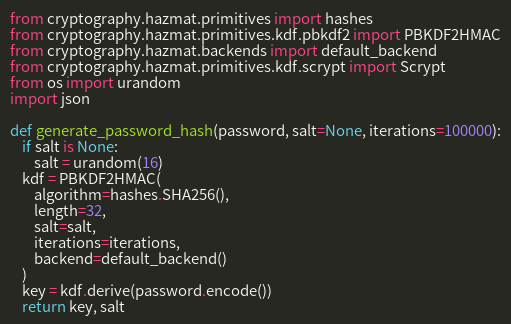 from cryptography.hazmat.primitives import hashes
from cryptography.hazmat.primitives.kdf.pbkdf2 import PBKDF2HMAC
from cryptography.hazmat.backends import default_backend
from cryptography.hazmat.primitives.kdf.scrypt import Scrypt
from os import urandom
import json

def generate_password_hash(password, salt=None, iterations=100000):
    if salt is None:
        salt = urandom(16)
    kdf = PBKDF2HMAC(
        algorithm=hashes.SHA256(),
        length=32,
        salt=salt,
        iterations=iterations,
        backend=default_backend()
    )
    key = kdf.derive(password.encode())
    return key, salt